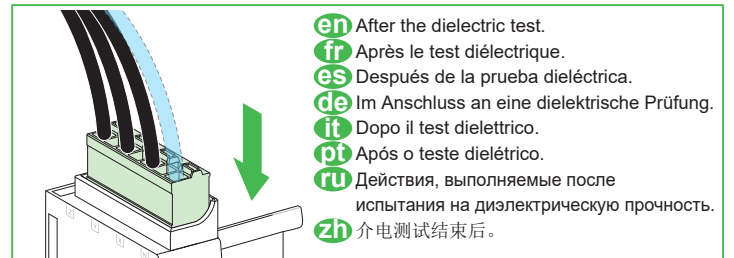 en After the dielectric test.
fr Après le test diélectrique.
es Después de la prueba dieléctrica.
de Im Anschluss an eine dielektrische Prüfung.
it Dopo il test dielettrico.
pt Após o teste dielétrico.
ru Действия, выполняемые после
испытания на диэлектрическую прочность.
zh 介电测试结束后。
Z
Y
X
N